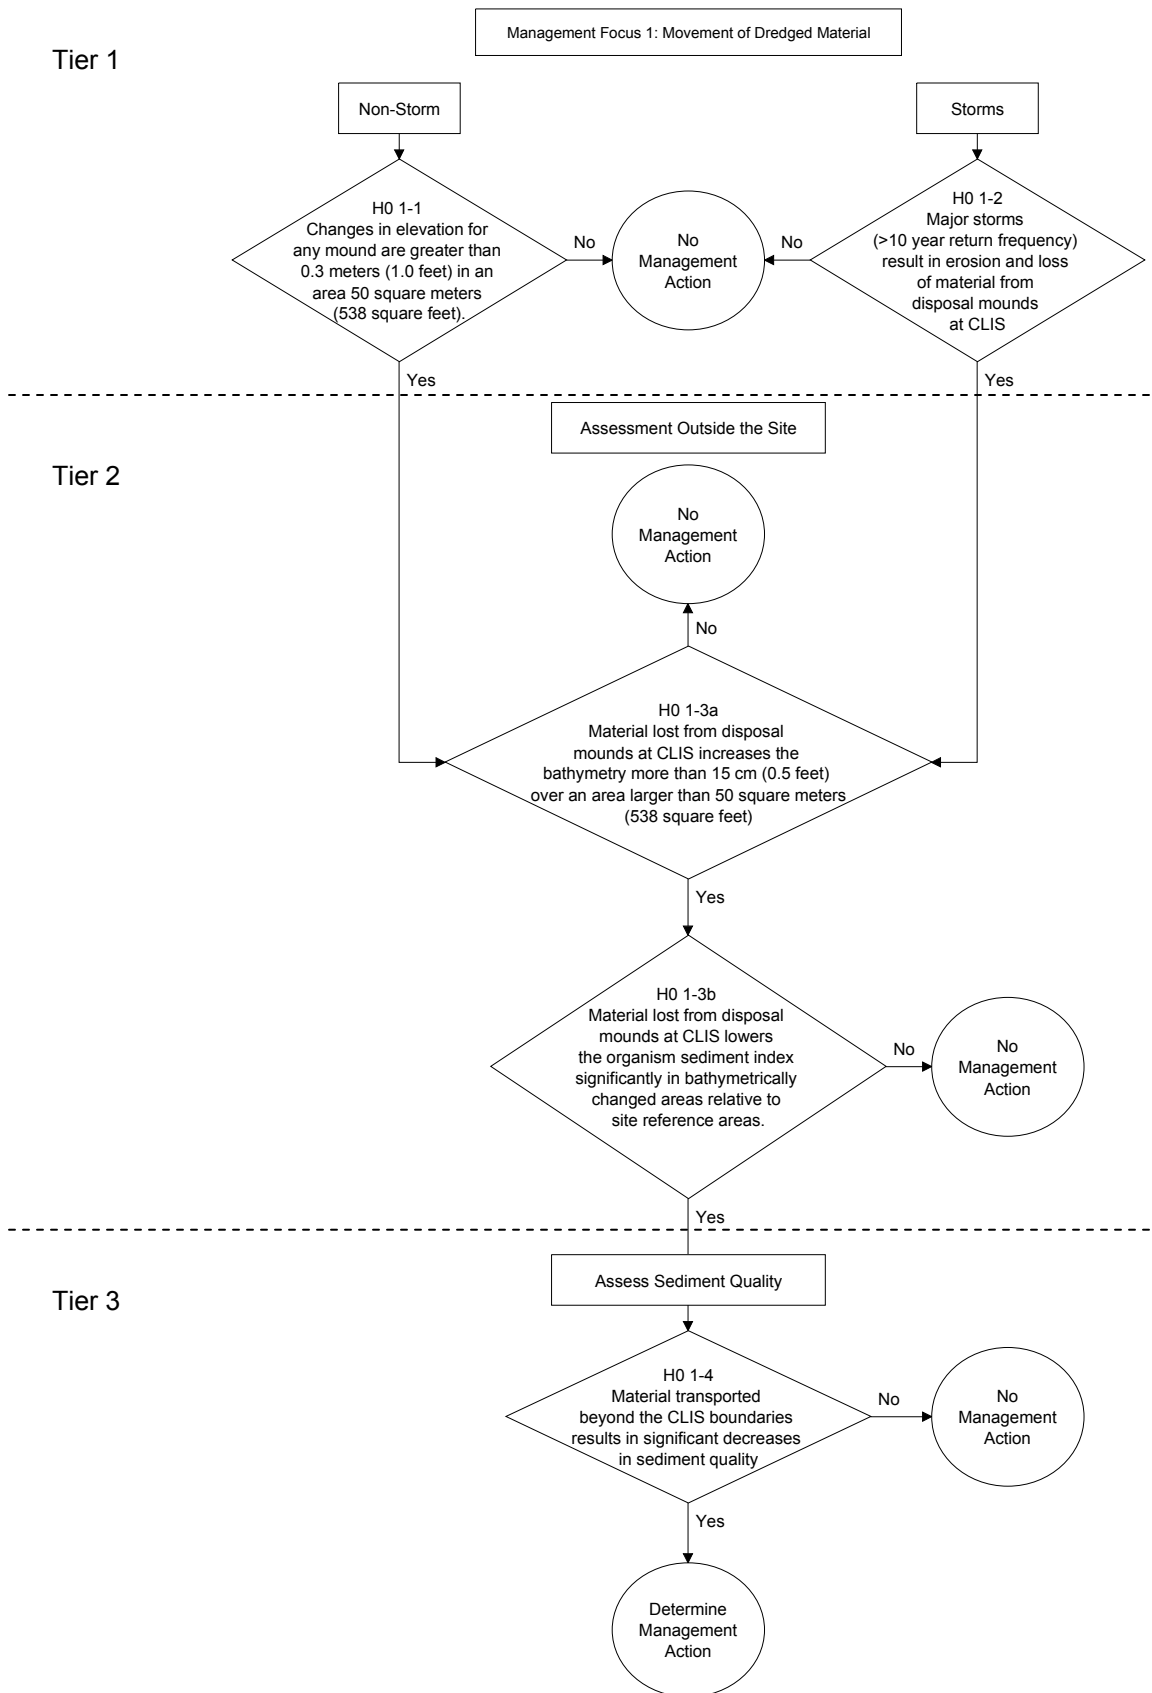 Management Focus 1: Movement of Dredged Material
Tier 1
Non-Storm
Storms
H0 1-1
Changes in elevation for
any mound are greater than
0.3 meters (1.0 feet) in an
area 50 square meters
(538 square feet).
No
No
Management
Action
No
H0 1-2
Major storms
(>10 year return frequency)
result in erosion and loss
of material from
disposal mounds
at CLIS
Yes
Yes
Assessment Outside the Site
Tier 2
No
Management
Action
No
H0 1-3a
Material lost from disposal
mounds at CLIS increases the
bathymetry more than 15 cm (0.5 feet)
over an area larger than 50 square meters
(538 square feet)
Yes
H0 1-3b
Material lost from disposal
mounds at CLIS lowers
the organism sediment index
significantly in bathymetrically
changed areas relative to
site reference areas.
No
No
Management
Action
Yes
Assess Sediment Quality
Tier 3
H0 1-4
Material transported
beyond the CLIS boundaries
results in significant decreases
in sediment quality
No
No
Management
Action
Yes
Determine
Management
Action